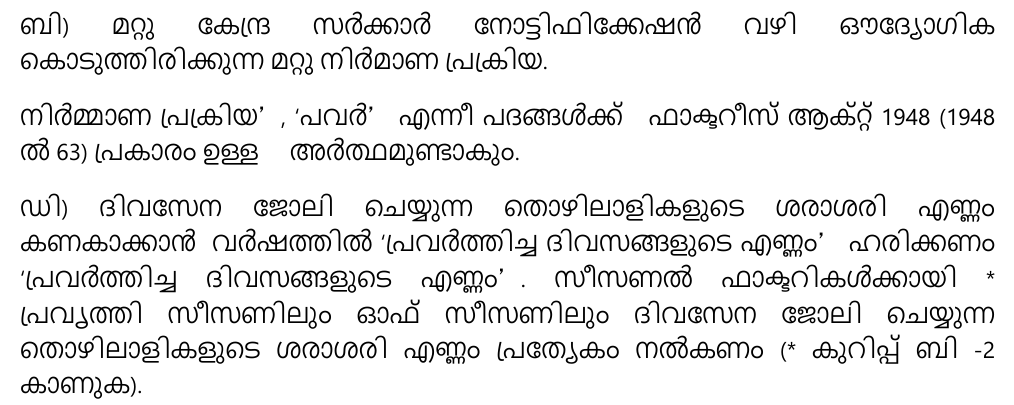 ബി) മറ്റു കേന്ദ്ര സർക്കാർ നോട്ടിഫിക്കേഷൻ വഴി ഔദ്യോഗിക
കൊടുത്തിരിക്കുന്ന മറ്റു നിർമാണ പ്രക്രിയ.
നിർമ്മാണ പ്രക്രിയ’ , ‘പവർ’ എന്നീ പദങ്ങൾക്ക് ഫാക്ടറീസ് ആക്റ്റ് 1948 (1948
ൽ 63) പ്രകാരം ഉള്ള അർത്ഥമുണ്ടാകും.
ഡി) ദിവസേന ജോലി ചെയ്യുന്ന തൊഴിലാളികളുടെ ശരാശരി എണ്ണം
കണകാക്കാൻ വർഷത്തിൽ ‘പ്രവർത്തിച്ച ദിവസങ്ങളുടെ എണ്ണം’ ഹരിക്കണം
‘പ്രവർത്തിച്ച ദിവസങ്ങളുടെ എണ്ണം’ . സീസണൽ ഫാക്ടറികൾക്കായി *
പ്രവൃത്തി സീസണിലും ഓഫ് സീസണിലും ദിവസേന ജോലി ചെയ്യുന്ന
തൊഴിലാളികളുടെ ശരാശരി എണ്ണം പ്രത്യേകം നൽകണം (* കുറിപ്പ് ബി -2
കാണുക).